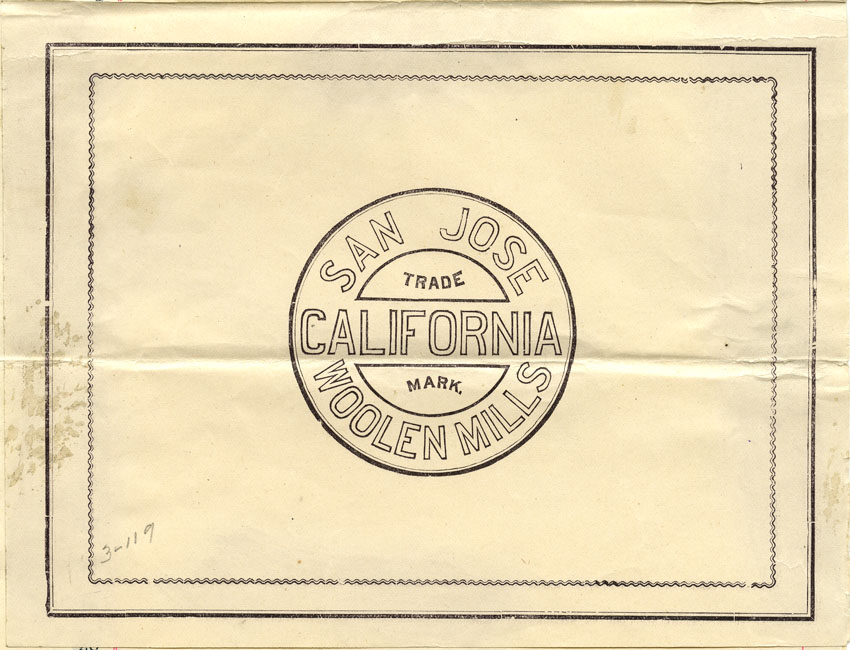 SAN JOSE
TRADE
CALIFORNIA
MARK.
WOOLEN MILLS
3-119